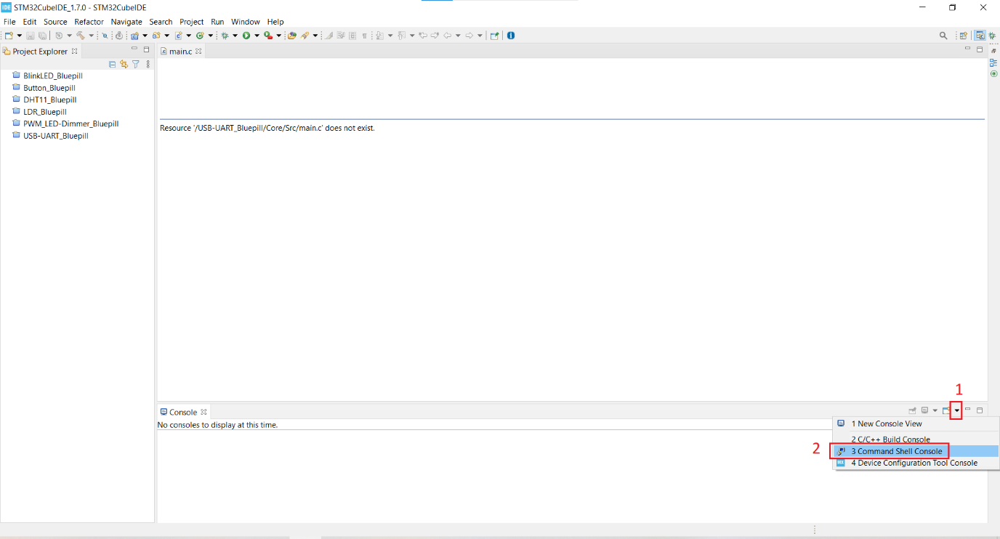 IDE STM32CubeIDE_1.7.0 - STM32CubeIDE
File Edit Source Refactor Navigate Search Project Run Window Help
Project Explorer
main.c
BlinkLED_Bluepill
Button_Bluepill
DHT11_Bluepill
LDR_Bluepill
PWM_LED-Dimmer_Bluepill
USB-UART_Bluepill
Resource '/USB-UART_Bluepill/Core/Src/main.c' does not exist.
1
Console
No consoles to display at this time.
1 New Console View
2 C/C++ Build Console
2
3 Command Shell Console
MX 4 Device Configuration Tool Console